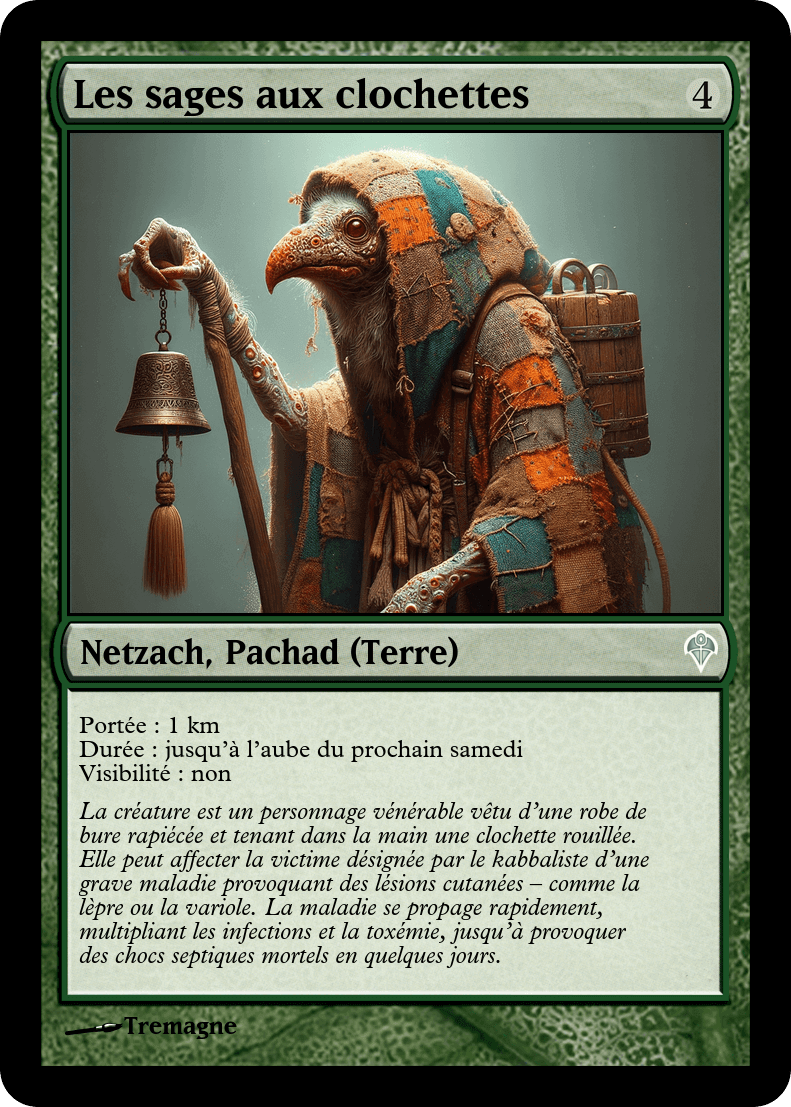 Les sages aux clochettes
4
Netzach, Pachad (Terre)
Portée : 1 km
Durée : jusqu'à l'aube du prochain samedi
Visibilité : non
La créature est un personnage vénérable vêtu d'une robe de
bure rapiécée et tenant dans la main une clochette rouillée.
Elle peut affecter la victime désignée par le kabbaliste d'une
grave maladie provoquant des lésions cutanées – comme la
lèpre ou la variole. La maladie se propage rapidement,
multipliant les infections et la toxémie, jusqu'à provoquer
des chocs septiques mortels en quelques jours.
Tremagne